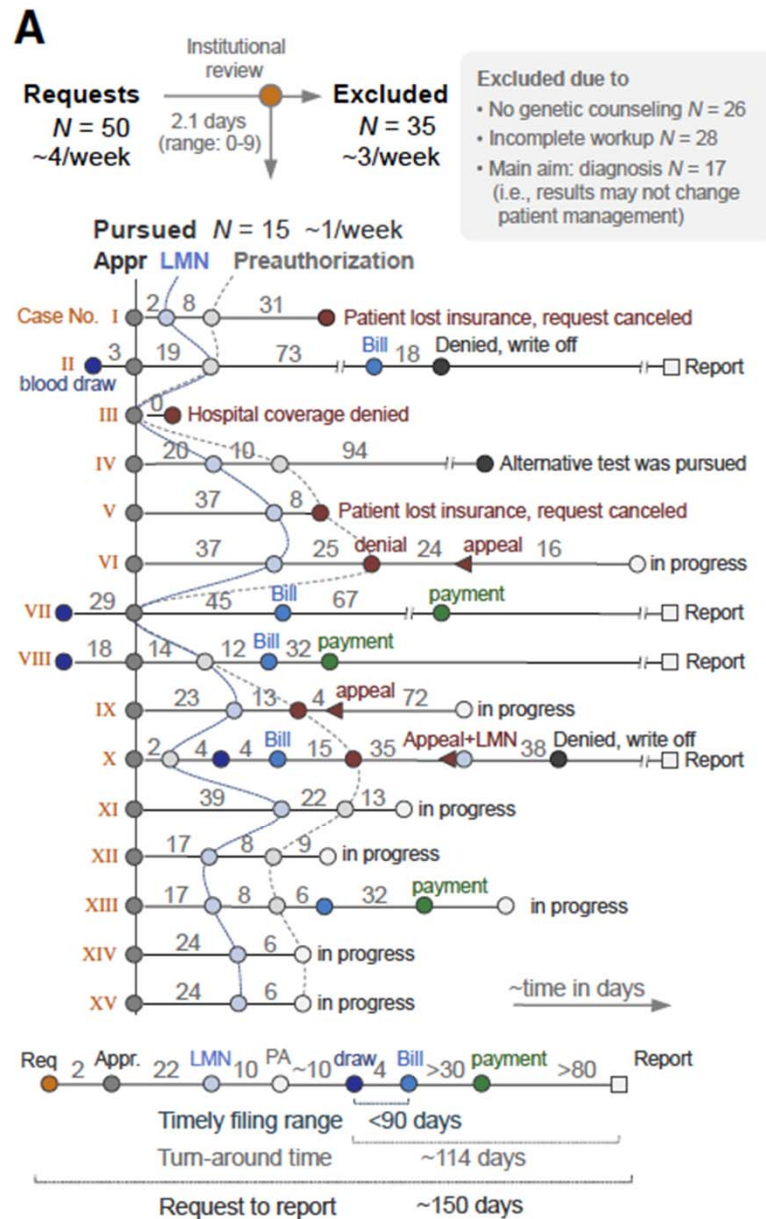 A
Institutional
review
Requests
N = 50
~4/week
2.1 days
(range: 0-9)
Excluded
N = 35
~3/week
Excluded due to
• No genetic counseling N = 26
• Incomplete workup N = 28
• Main aim: diagnosis N = 17
(i.e., results may not change
patient management)
Pursued N = 15 ~1/week
Appr LMN Preauthorization
Case No. I 2 8 31 Patient lost insurance, request canceled
II 3 19 73 Bill 18 Denied, write off Report
blood draw
III 0 Hospital coverage denied
IV 20 10 94 Alternative test was pursued
V 37 8 Patient lost insurance, request canceled
VI 37 25 denial 24 appeal 16 in progress
VII 29 45 Bill 67 payment Report
VIII 18 14 12 Bill 32 payment Report
IX 23 13 4 appeal 72 in progress
X 2 4 4 Bill 15 35 Appeal+LMN 38 Denied, write off Report
XI 39 22 13 in progress
XII 17 8 9 in progress
XIII 17 8 6 32 payment in progress
XIV 24 6 in progress
XV 24 6 in progress
~time in days
Req 2 Appr. 22 LMN 10 PA ~10 draw 4 Bill >30 payment >80 Report
Timely filing range <90 days
Turn-around time ~114 days
Request to report ~150 days